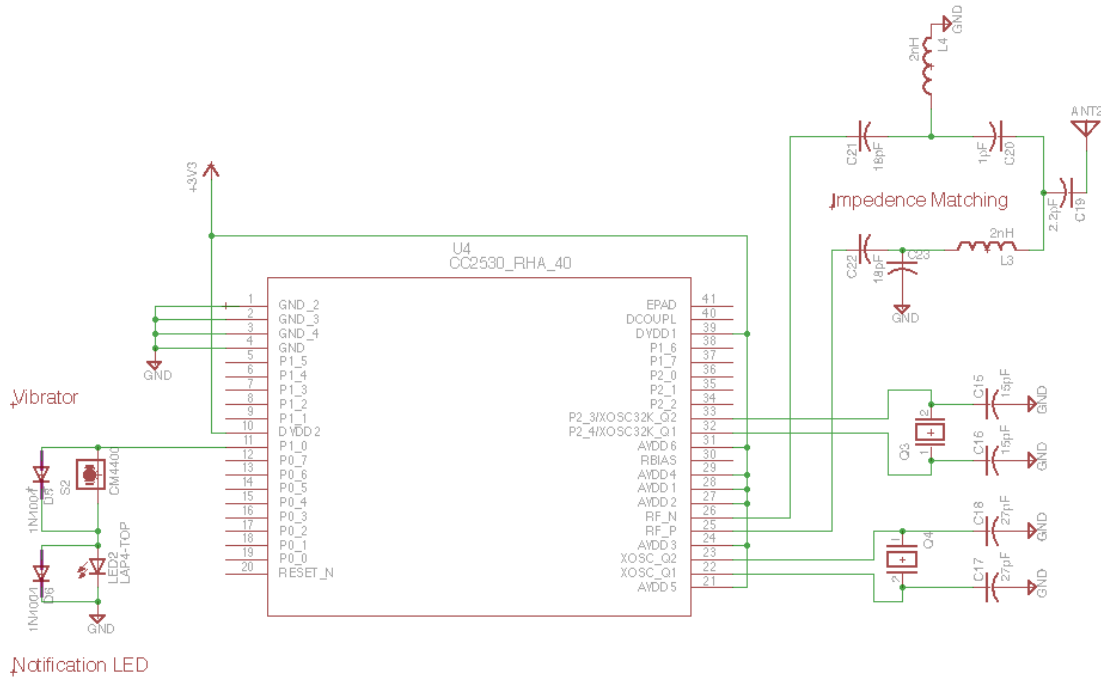 GND
2nH
L4
ANT2
C21
18pF
1pF
C20
2.2pF
C19
+3V3
Impedence Matching
2nH
L3
C22
18pF
C23
GND
U4
CC2530_RHA_40
1 GND_2 EPAD 41
2 GND_3 DCOUPL 40
3 GND_4 DVDD1 39
4 GND P1_6 38
5 P1_5 P1_7 37
6 P1_4 P2_0 36
7 P1_3 P2_1 35
8 P1_2 P2_2 34
9 P1_1 P2_3/XOSC32K_Q2 33
10 DVDD2 P2_4/XOSC32K_Q1 32
11 P1_0 AVDD6 31
12 P0_7 RBIAS 30
13 P0_6 AVDD4 29
14 P0_5 AVDD1 28
15 P0_4 AVDD2 27
16 P0_3 RF_N 26
17 P0_2 RF_P 25
18 P0_1 AVDD3 24
19 P0_0 XOSC_Q2 23
20 RESET_N XOSC_Q1 22
AVDD5 21
GND
Vibrator
S2
CM4400
1N4004
D5
LED2
LAP4-TOP
1N4004
D6
GND
Notification LED
C15
15pF
GND
2
1
Q3
C16
15pF
GND
C18
27pF
GND
1
2
Q4
C17
27pF
GND